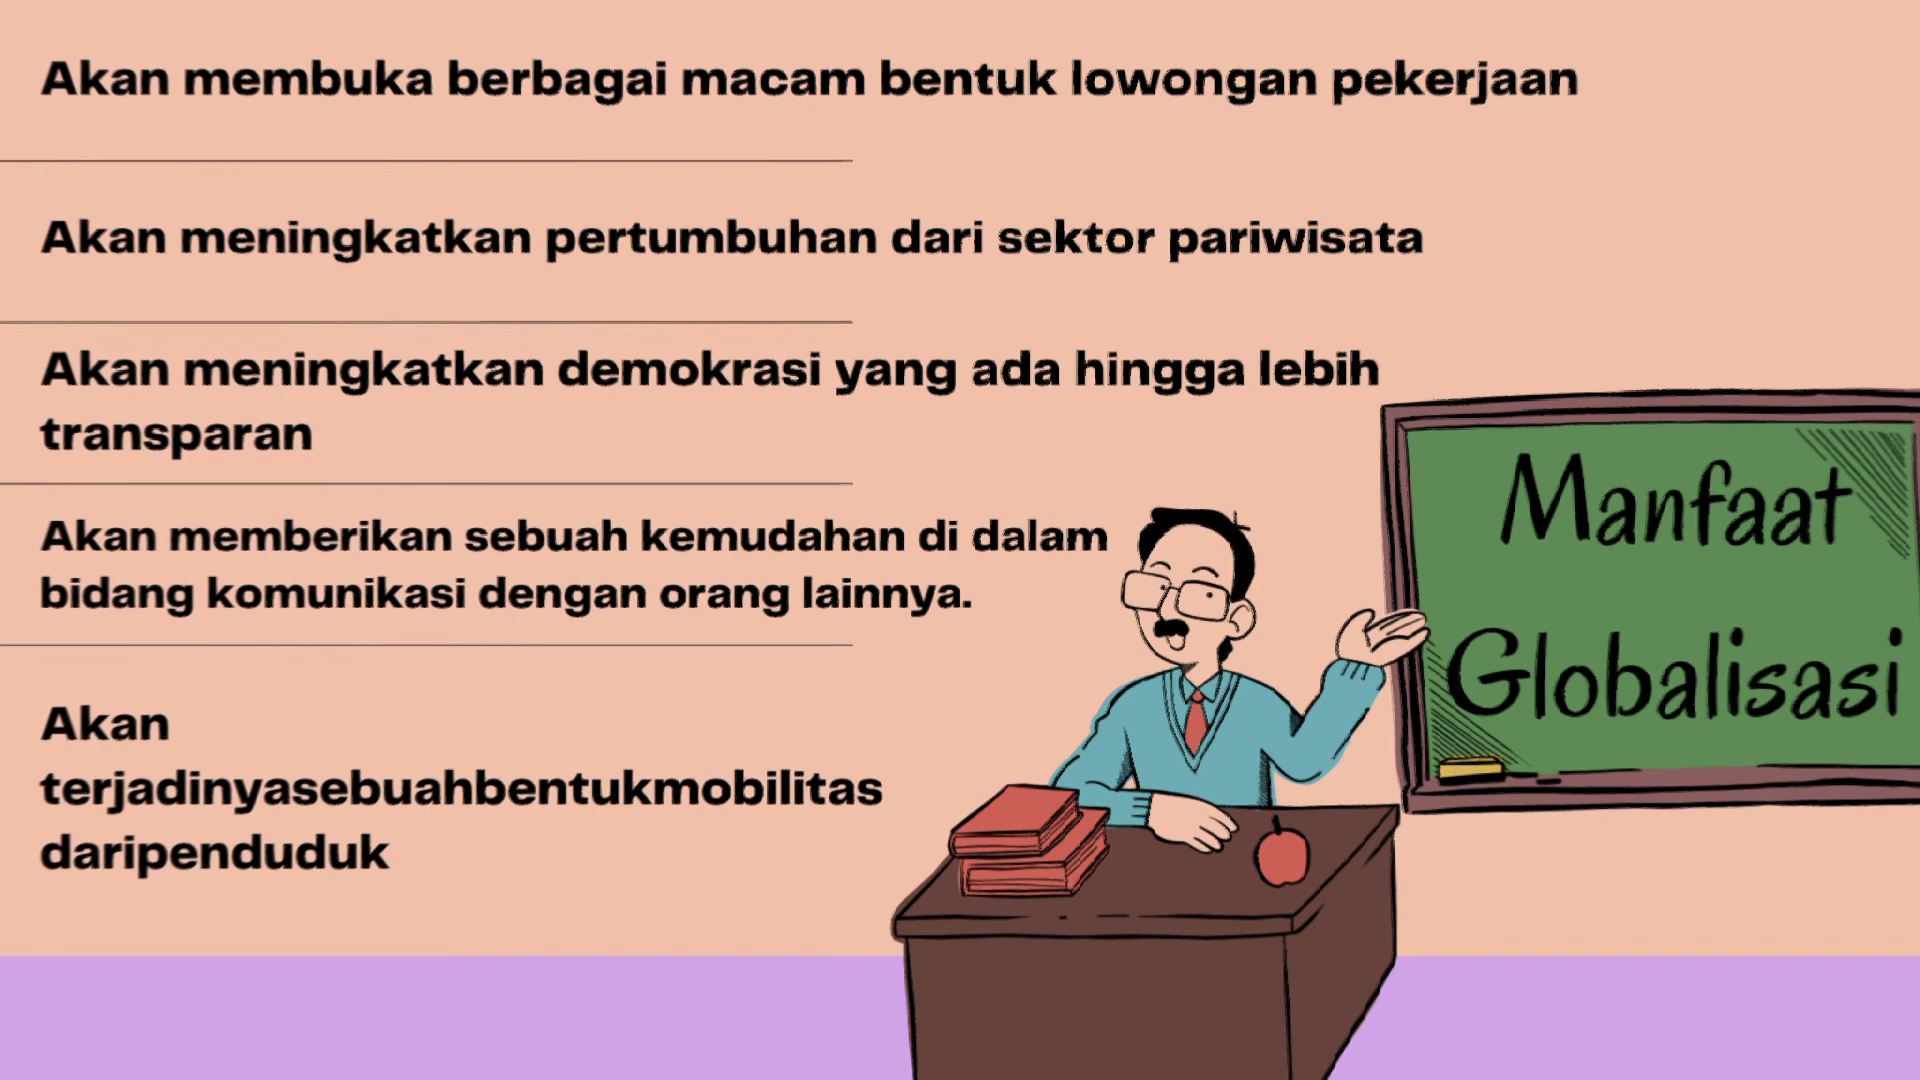 Akan membuka berbagai macam bentuk lowongan pekerjaan
Akan meningkatkan pertumbuhan dari sektor pariwisata
Akan meningkatkan demokrasi yang ada hingga lebih
transparan
Akan memberikan sebuah kemudahan di dalam
bidang komunikasi dengan orang lainnya.
Akan
terjadinyasebuahbentukmobilitas
daripenduduk
Manfaat
Globalisasi